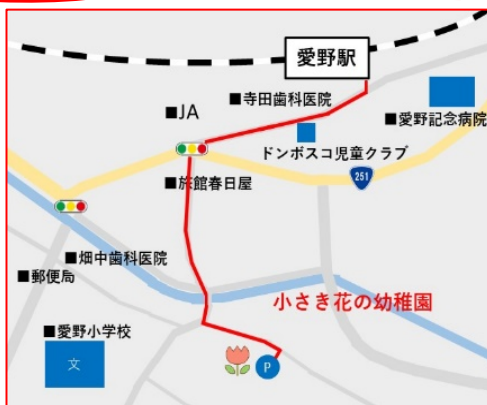 愛野駅
■寺田歯科医院
■JA
■愛野記念病院
ドンボスコ児童クラブ
■旅館春日屋
251
■畑中歯科医院
■郵便局
小さき花の幼稚園
■愛野小学校
文
P